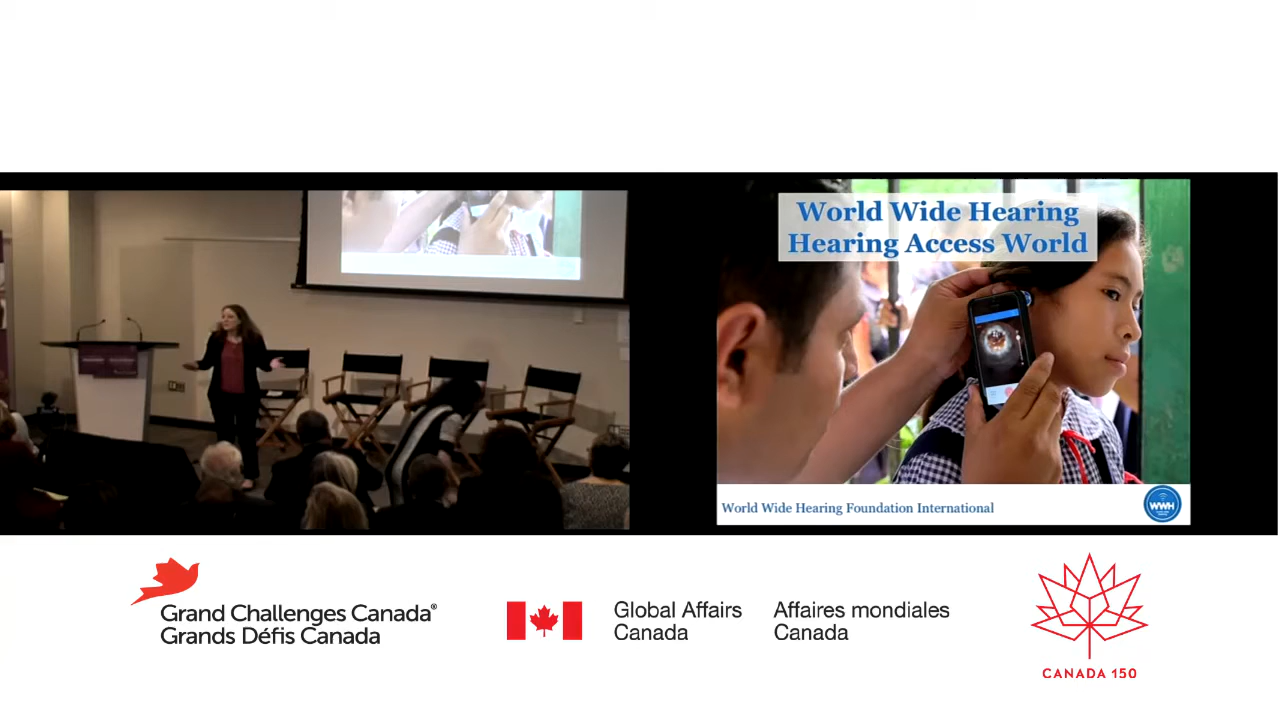 World Wide Hearing
Hearing Access World
World Wide Hearing Foundation International
WWH
Grand Challenges Canada®
Grands Défis Canada
Global Affairs
Canada
Affaires mondiales
Canada
CANADA 150